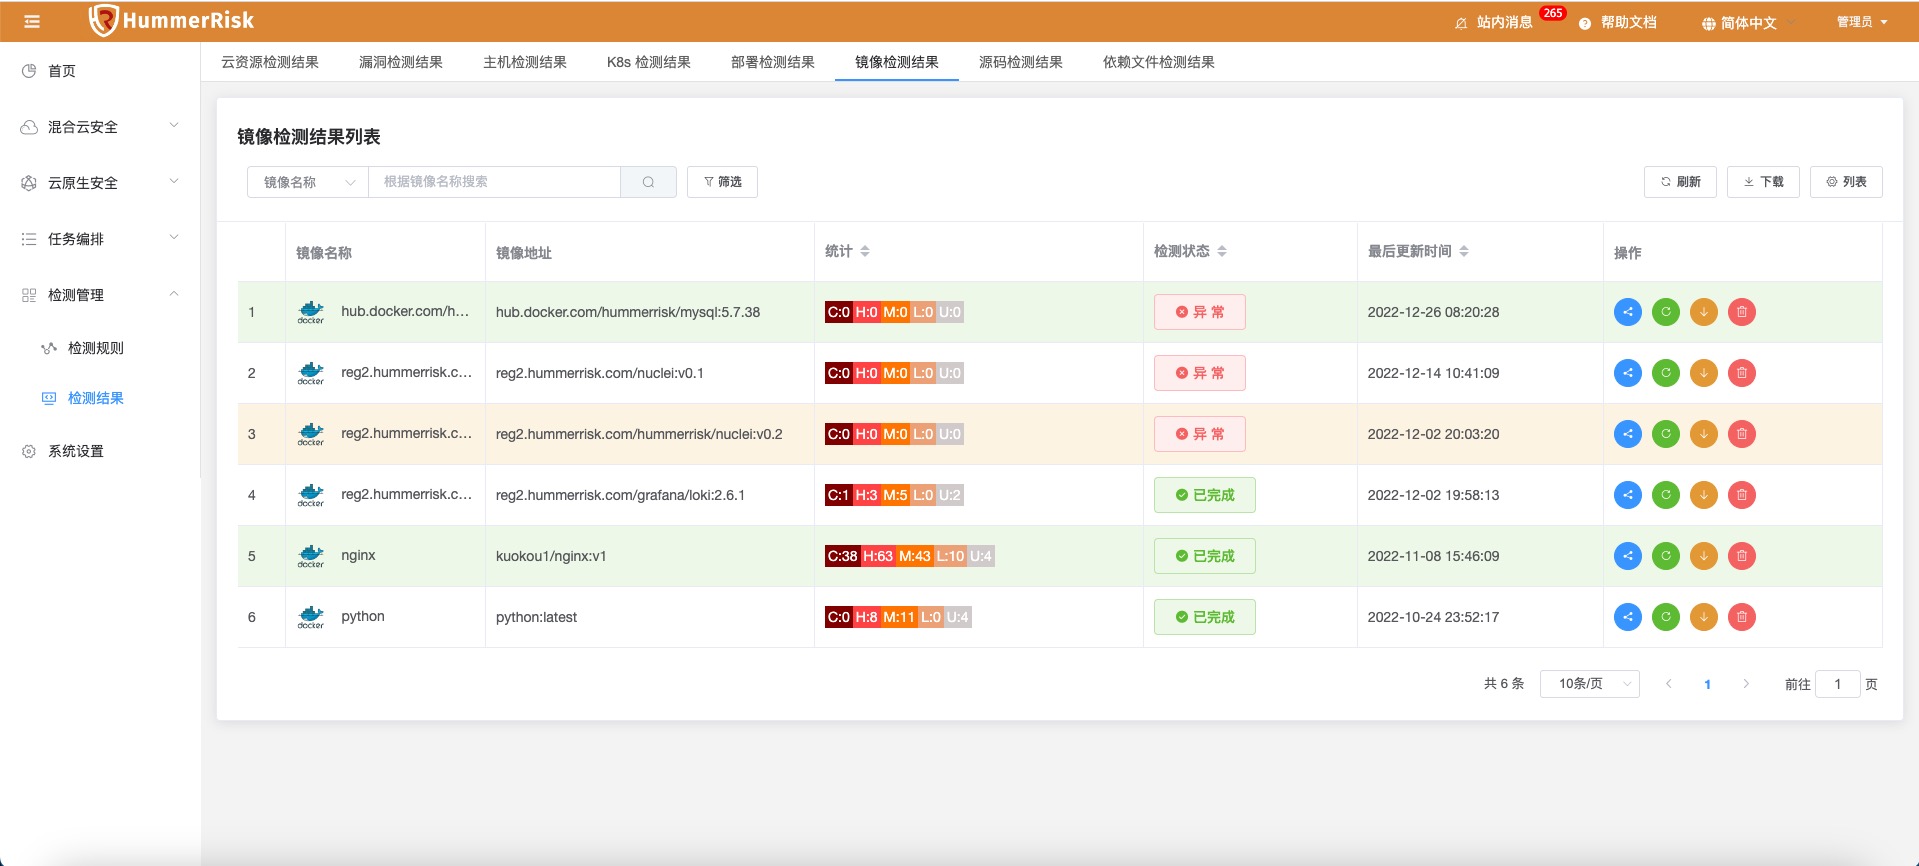 HummerRisk
站内消息 265 帮助文档 简体中文 管理员
首页
混合云安全
云原生安全
任务编排
检测管理
检测规则
检测结果
系统设置
云资源检测结果 漏洞检测结果 主机检测结果 K8s 检测结果 部署检测结果 镜像检测结果 源码检测结果 依赖文件检测结果
镜像检测结果列表
镜像名称 根据镜像名称搜索 筛选 刷新 下载 列表
镜像名称 镜像地址 统计 检测状态 最后更新时间 操作
1 docker hub.docker.com/h... hub.docker.com/hummerrisk/mysql:5.7.38 C:0 H:0 M:0 L:0 U:0 异常 2022-12-26 08:20:28
2 docker reg2.hummerrisk.c... reg2.hummerrisk.com/nuclei:v0.1 C:0 H:0 M:0 L:0 U:0 异常 2022-12-14 10:41:09
3 docker reg2.hummerrisk.c... reg2.hummerrisk.com/hummerrisk/nuclei:v0.2 C:0 H:0 M:0 L:0 U:0 异常 2022-12-02 20:03:20
4 docker reg2.hummerrisk.c... reg2.hummerrisk.com/grafana/loki:2.6.1 C:1 H:3 M:5 L:0 U:2 已完成 2022-12-02 19:58:13
5 docker nginx kuokou1/nginx:v1 C:38 H:63 M:43 L:10 U:4 已完成 2022-11-08 15:46:09
6 docker python python:latest C:0 H:8 M:11 L:0 U:4 已完成 2022-10-24 23:52:17
共 6 条 10条/页 1 前往 1 页